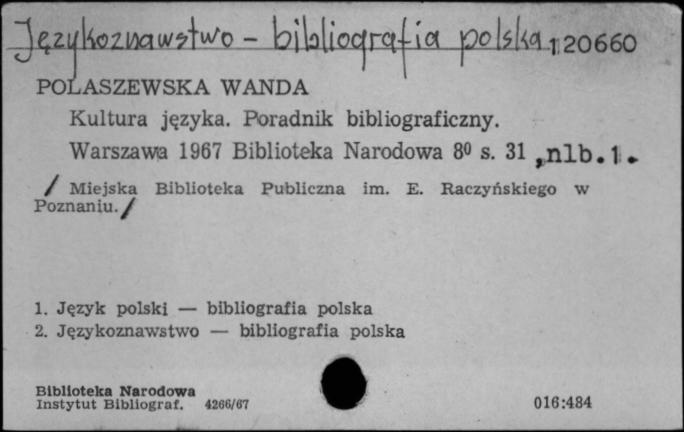 Językoznawstwo - bibliografia polska 120660
POLASZEWSKA WANDA
Kultura języka. Poradnik bibliograficzny.
Warszawa 1967 Biblioteka Narodowa 8⁰ s. 31, nlb. 1.
/ Miejska Biblioteka Publiczna im. E. Raczyńskiego w
Poznaniu. /
1. Język polski — bibliografia polska
2. Językoznawstwo — bibliografia polska
Biblioteka Narodowa
Instytut Bibliograf. 4266/67 016:484